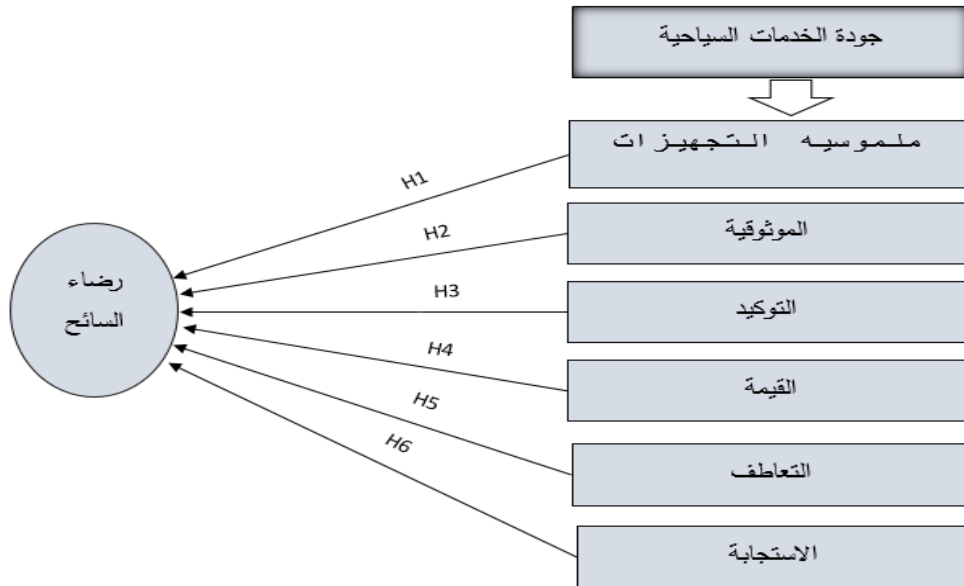 جودة الخدمات السياحية
ملموسيه التجهيزات
H1
الموثوقية
H2
رضاء
السائح
التوكيد
H3
القيمة
H4
التعاطف
H5
الاستجابة
H6